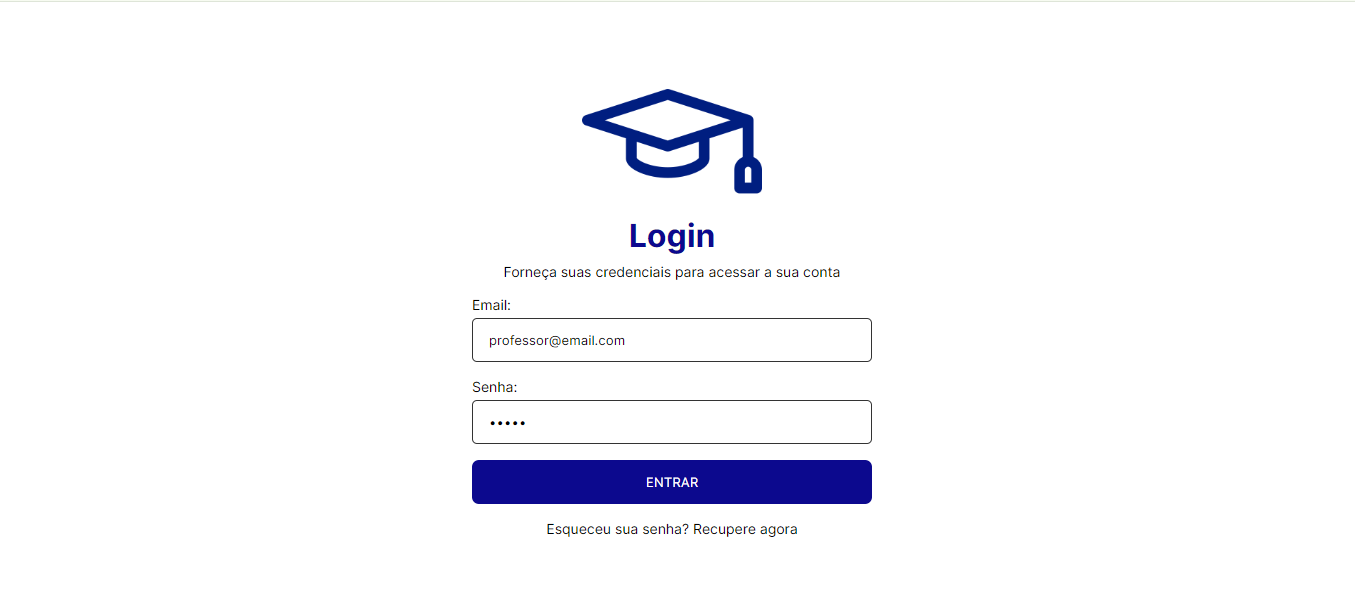 Login
Forneça suas credenciais para acessar a sua conta
Email:
professor@email.com
Senha:
•••••
ENTRAR
Esqueceu sua senha? Recupere agora